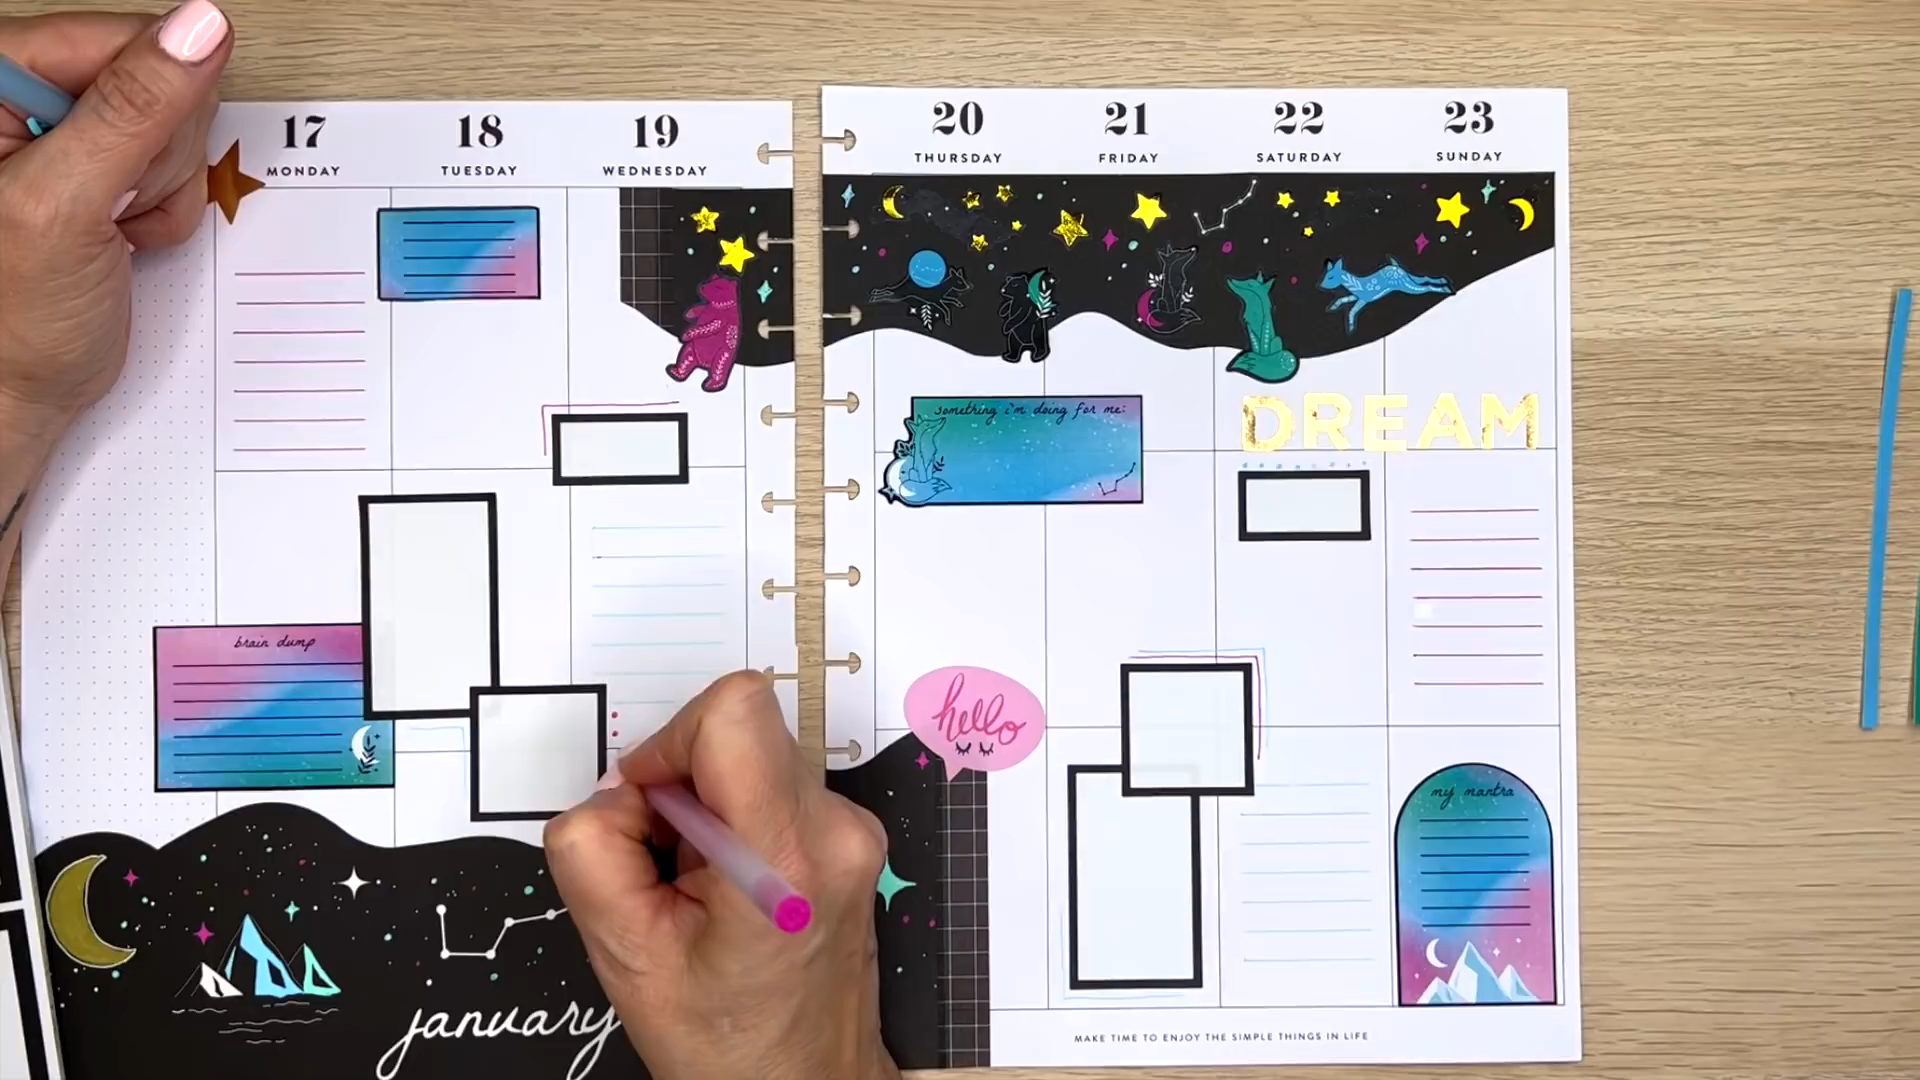 17
MONDAY
18
TUESDAY
19
WEDNESDAY
20
THURSDAY
21
FRIDAY
22
SATURDAY
23
SUNDAY
something i'm doing for me:
DREAM
brain dump
hello
my mantra
january
MAKE TIME TO ENJOY THE SIMPLE THINGS IN LIFE